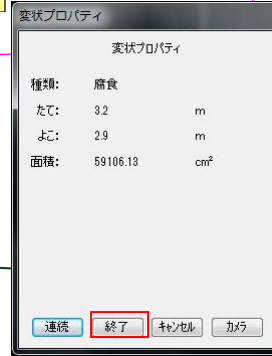 変状プロパティ
変状プロパティ
種類: 腐食
たて: 3.2 m
よこ: 2.9 m
面積: 59106.13 cm²
連続 終了 キャンセル カメラ